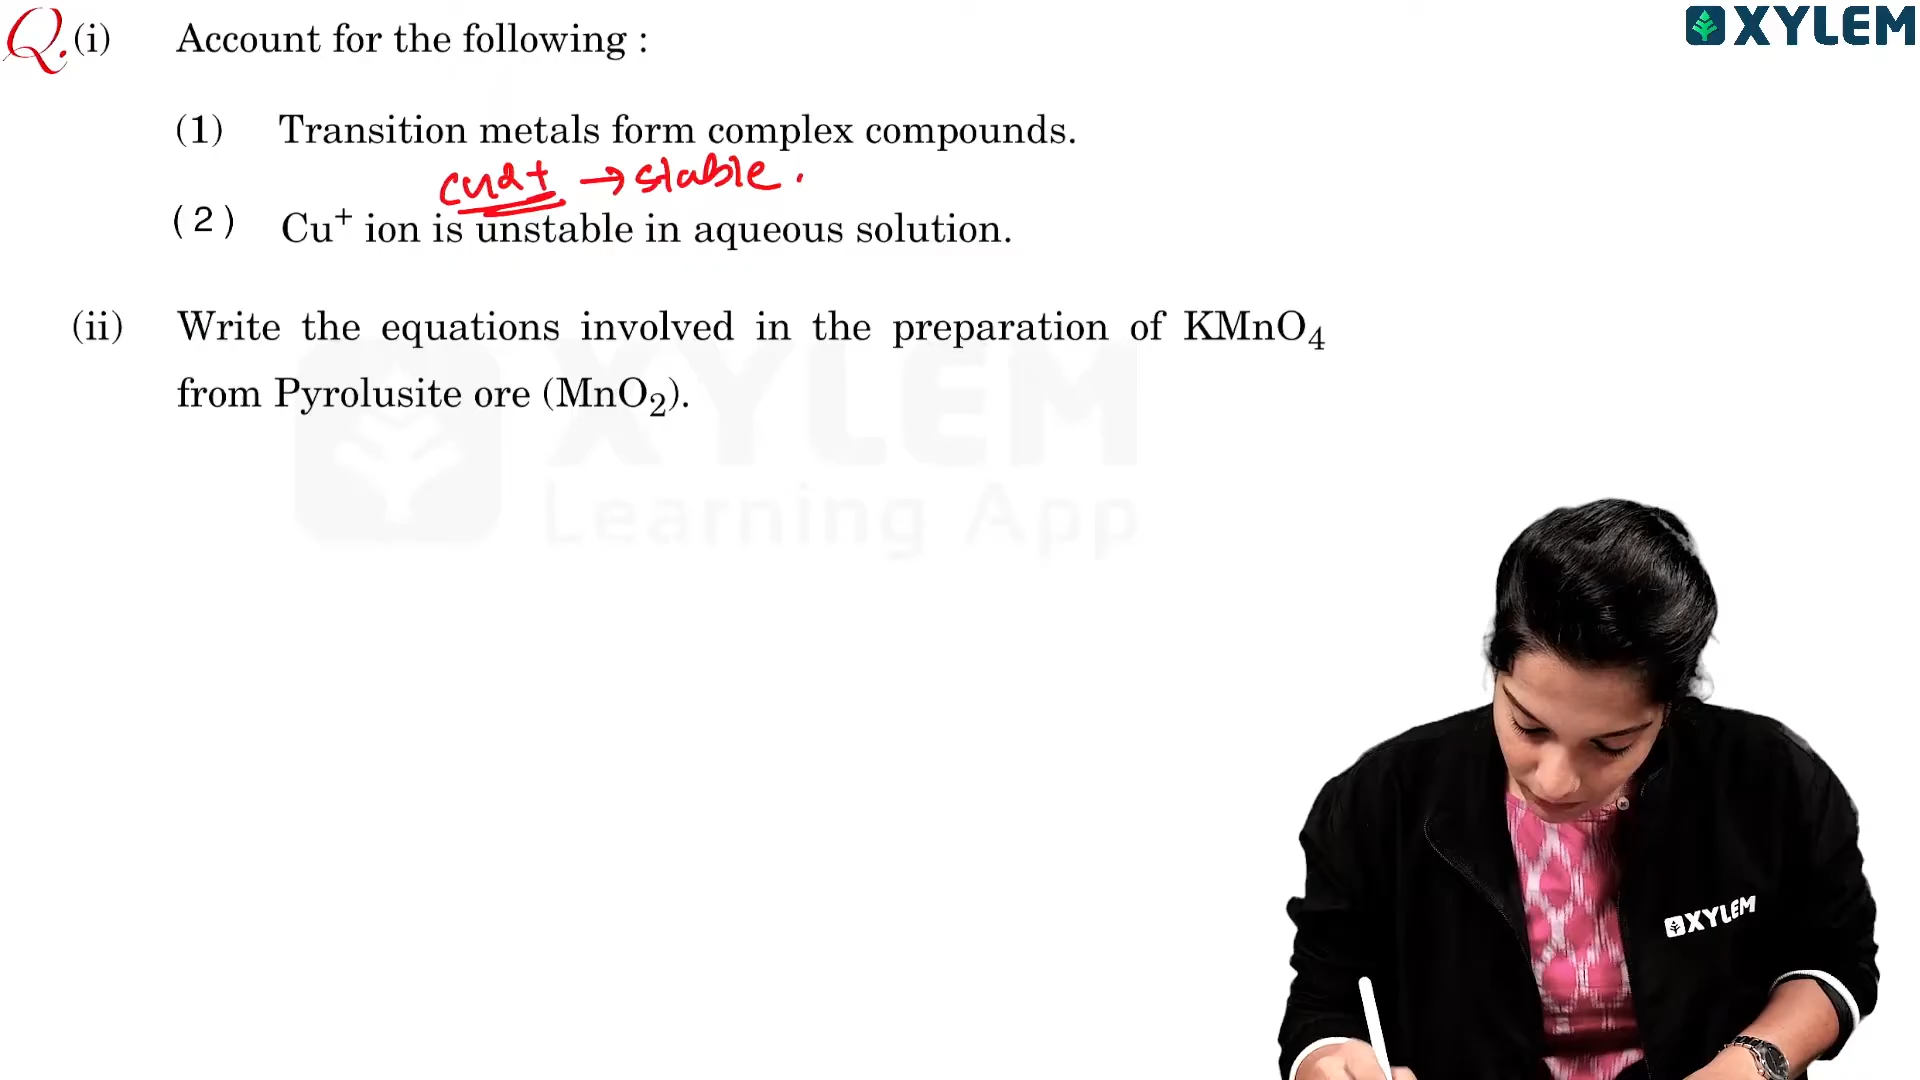 Q. (i) Account for the following :
XYLEM
(1) Transition metals form complex compounds.
Cu2+ → stable.
(2) Cu⁺ ion is unstable in aqueous solution.
(ii) Write the equations involved in the preparation of KMnO₄
from Pyrolusite ore (MnO₂).
XYLEM
Learning App
XYLEM